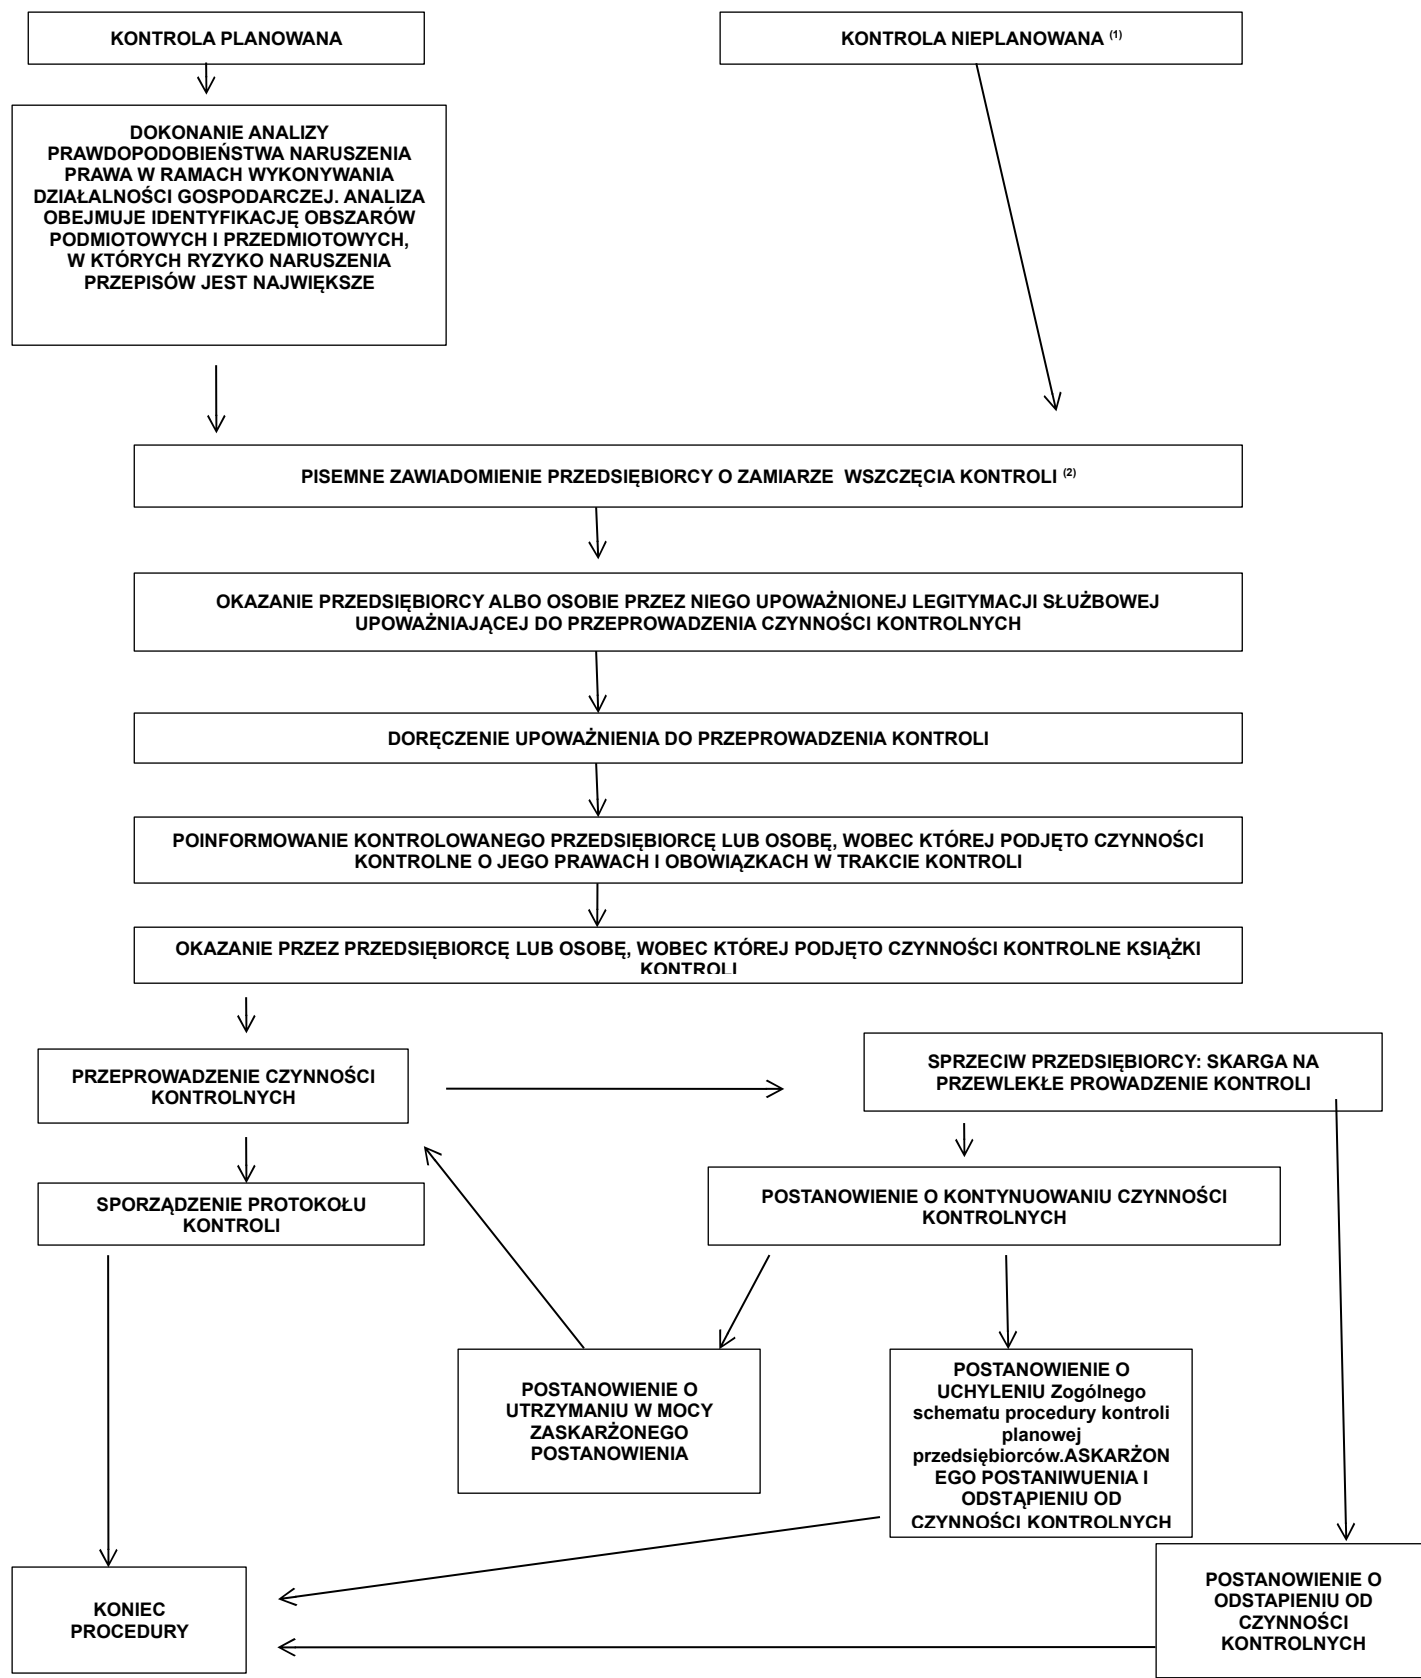 KONTROLA PLANOWANA
KONTROLA NIEPLANOWANA (1)
DOKONANIE ANALIZY
PRAWDOPODOBIEŃSTWA NARUSZENIA
PRAWA W RAMACH WYKONYWANIA
DZIAŁALNOŚCI GOSPODARCZEJ. ANALIZA
OBEJMUJE IDENTYFIKACJĘ OBSZARÓW
PODMIOTOWYCH I PRZEDMIOTOWYCH,
W KTÓRYCH RYZYKO NARUSZENIA
PRZEPISÓW JEST NAJWIĘKSZE
PISEMNE ZAWIADOMIENIE PRZEDSIĘBIORCY O ZAMIARZE WSZCZĘCIA KONTROLI (2)
OKAZANIE PRZEDSIĘBIORCY ALBO OSOBIE PRZEZ NIEGO UPOWAŻNIONEJ LEGITYMACJI SŁUŻBOWEJ
UPOWAŻNIAJĄCEJ DO PRZEPROWADZENIA CZYNNOŚCI KONTROLNYCH
DORĘCZENIE UPOWAŻNIENIA DO PRZEPROWADZENIA KONTROLI
POINFORMOWANIE KONTROLOWANEGO PRZEDSIĘBIORCĘ LUB OSOBĘ, WOBEC KTÓREJ PODJĘTO CZYNNOŚCI
KONTROLNE O JEGO PRAWACH I OBOWIĄZKACH W TRAKCIE KONTROLI
OKAZANIE PRZEZ PRZEDSIĘBIORCĘ LUB OSOBĘ, WOBEC KTÓREJ PODJĘTO CZYNNOŚCI KONTROLNE KSIĄŻKI
KONTROLI
PRZEPROWADZENIE CZYNNOŚCI
KONTROLNYCH
SPRZECIW PRZEDSIĘBIORCY: SKARGA NA
PRZEWLEKŁE PROWADZENIE KONTROLI
SPORZĄDZENIE PROTOKOŁU
KONTROLI
POSTANOWIENIE O KONTYNUOWANIU CZYNNOŚCI
KONTROLNYCH
POSTANOWIENIE O
UTRZYMANIU W MOCY
ZASKARŻONEGO
POSTANOWIENIA
POSTANOWIENIE O
UCHYLENIU Zogólnego
schematu procedury kontroli
planowej
przedsiębiorców.ASKARŻON
EGO POSTANIWUENIA I
ODSTĄPIENIU OD
CZYNNOŚCI KONTROLNYCH
KONIEC
PROCEDURY
POSTANOWIENIE O
ODSTAPIENIU OD
CZYNNOŚCI
KONTROLNYCH